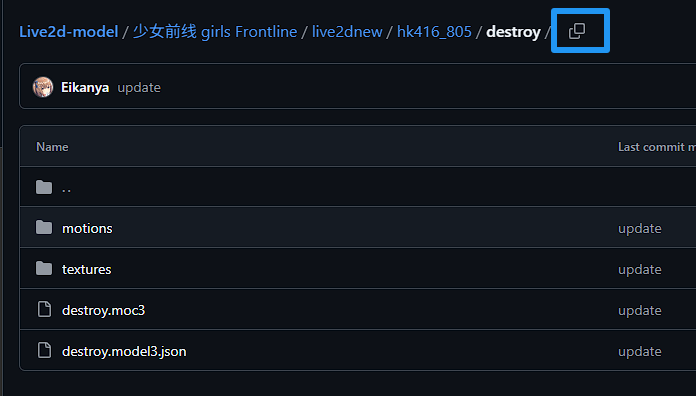 Live2d-model / 少女前线 girls Frontline / live2dnew / hk416_805 / destroy /
Eikanya update
Name Last commit m
..
motions update
textures update
destroy.moc3 update
destroy.model3.json update